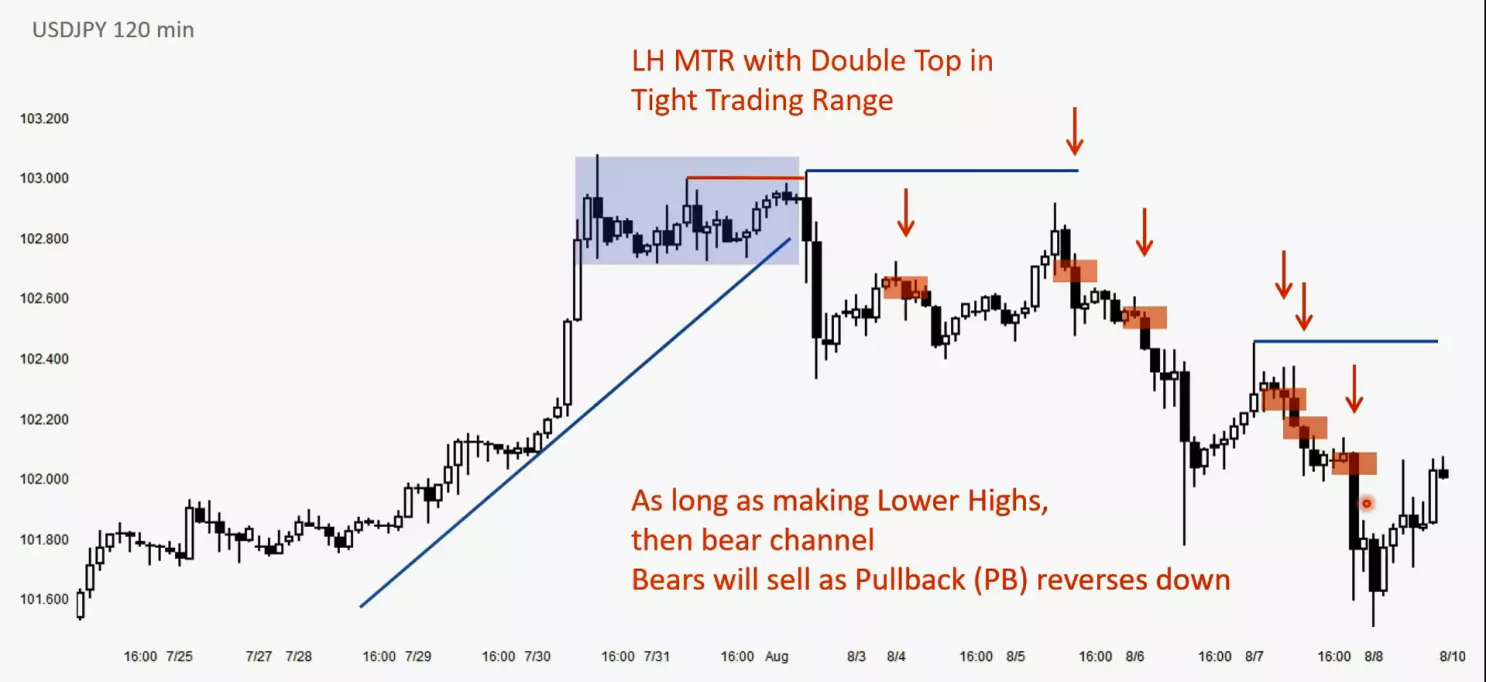 USDJPY 120 min
LH MTR with Double Top in
Tight Trading Range
103.200
103.000
102.800
102.600
102.400
102.200
102.000
101.800
101.600
As long as making Lower Highs,
then bear channel
Bears will sell as Pullback (PB) reverses down
16:00 7/25 7/27 7/28 16:00 7/29 16:00 7/30 16:00 7/31 16:00 Aug 8/3 8/4 16:00 8/5 16:00 8/6 16:00 8/7 16:00 8/8 8/10